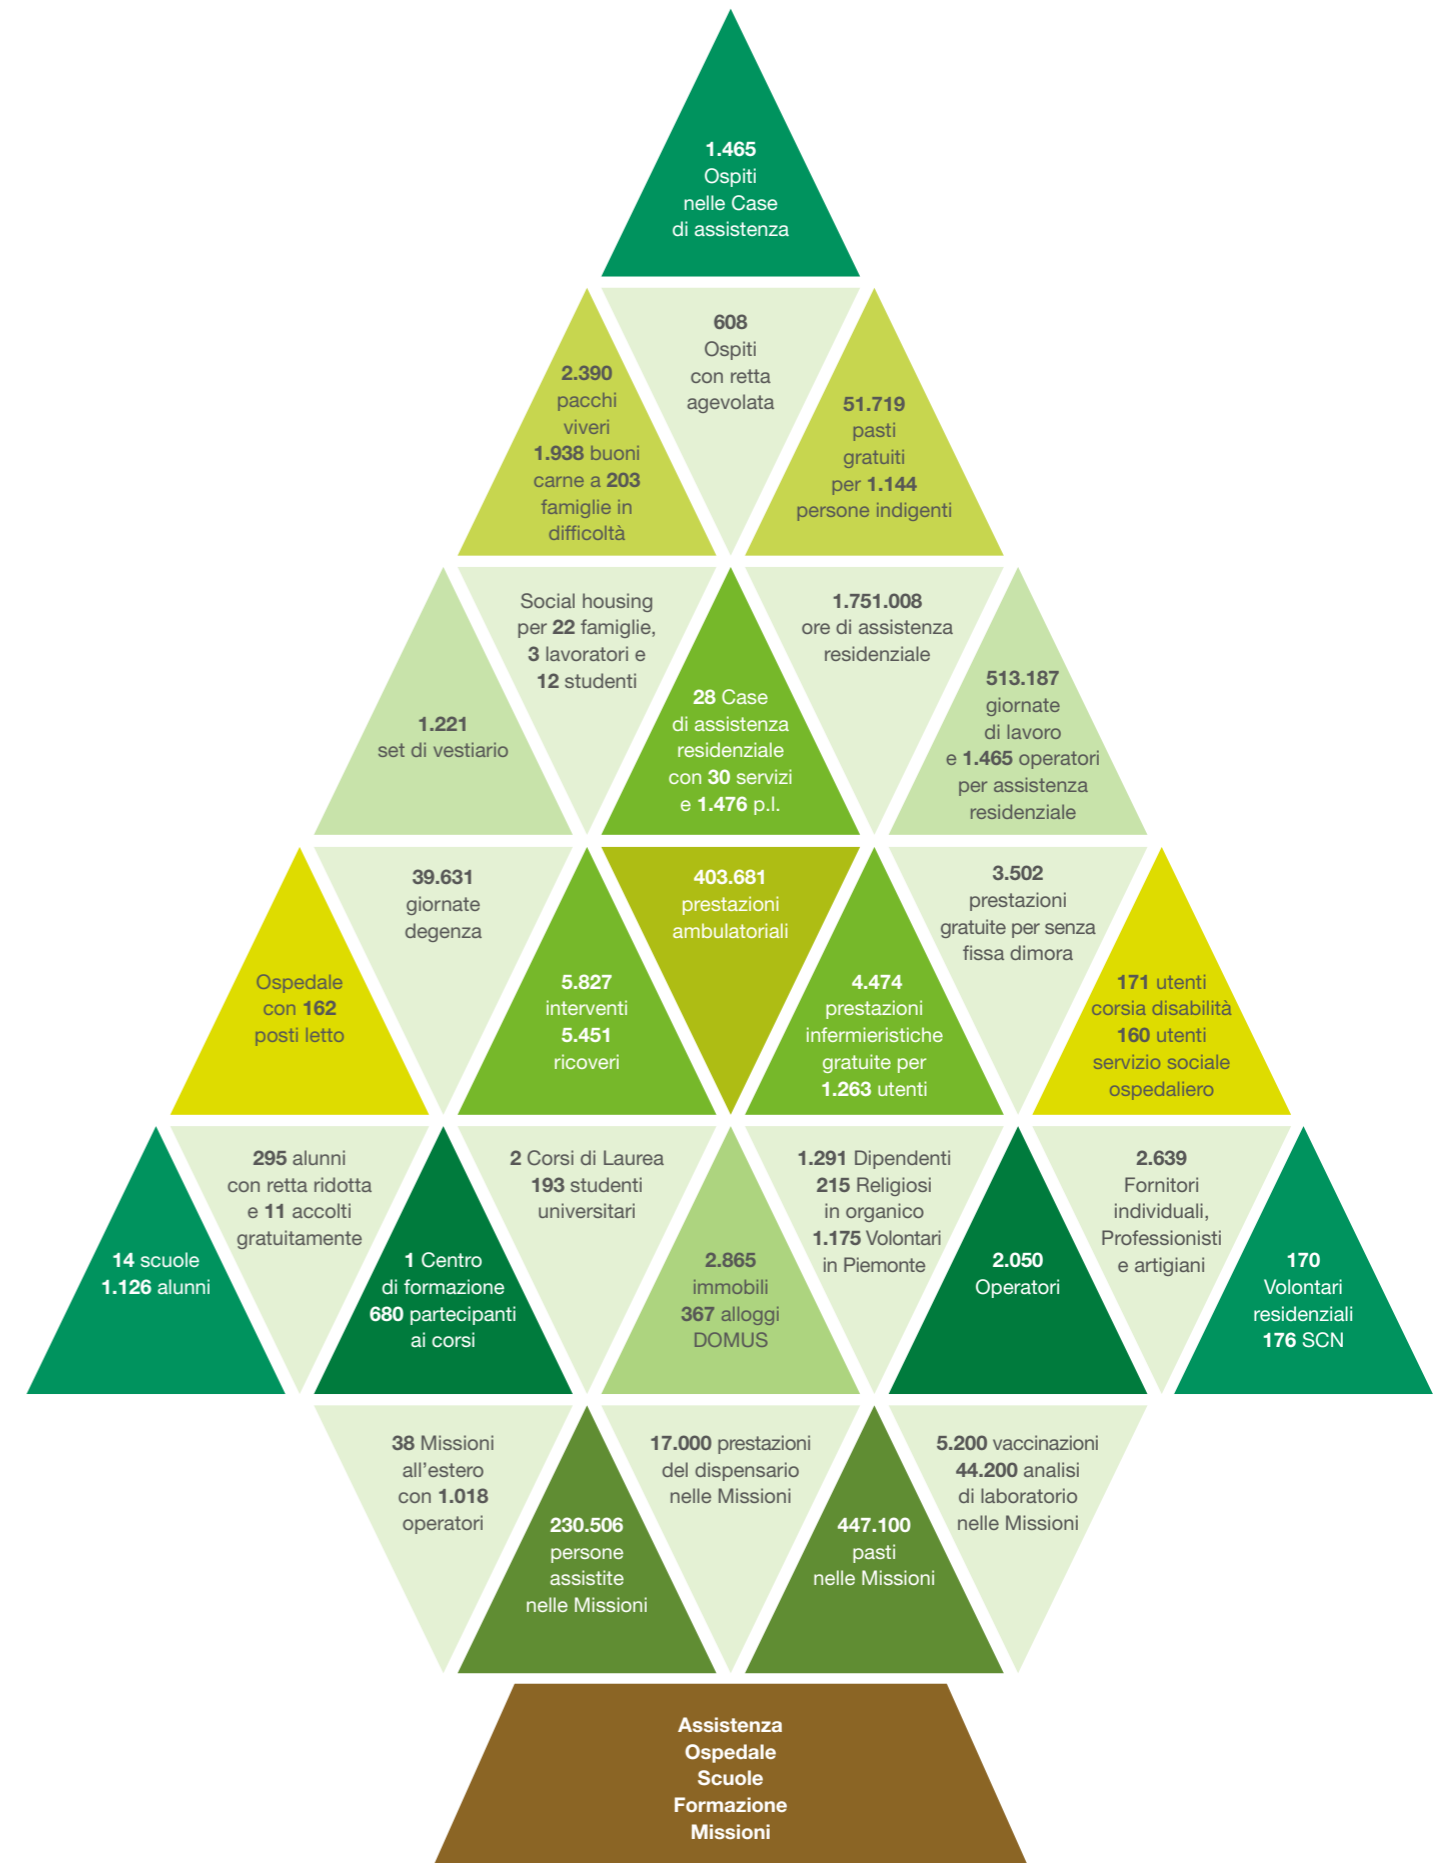 1.465
Ospiti
nelle Case
di assistenza
608
Ospiti
con retta
agevolata
2.390
pacchi
viveri
1.938 buoni
carne a 203
famiglie in
difficoltà
51.719
pasti
gratuiti
per 1.144
persone indigenti
1.221
set di vestiario
Social housing
per 22 famiglie,
3 lavoratori e
12 studenti
28 Case
di assistenza
residenziale
con 30 servizi
e 1.476 p.l.
1.751.008
ore di assistenza
residenziale
513.187
giornate
di lavoro
e 1.465 operatori
per assistenza
residenziale
Ospedale
con 162
posti letto
39.631
giornate
degenza
5.827
interventi
5.451
ricoveri
403.681
prestazioni
ambulatoriali
4.474
prestazioni
infermieristiche
gratuite per
1.263 utenti
3.502
prestazioni
gratuite per senza
fissa dimora
171 utenti
corsia disabilità
160 utenti
servizio sociale
ospedaliero
14 scuole
1.126 alunni
295 alunni
con retta ridotta
e 11 accolti
gratuitamente
1 Centro
di formazione
680 partecipanti
ai corsi
2 Corsi di Laurea
193 studenti
universitari
2.865
immobili
367 alloggi
DOMUS
1.291 Dipendenti
215 Religiosi
in organico
1.175 Volontari
in Piemonte
2.050
Operatori
2.639
Fornitori
individuali,
Professionisti
e artigiani
170
Volontari
residenziali
176 SCN
38 Missioni
all'estero
con 1.018
operatori
230.506
persone
assistite
nelle Missioni
17.000 prestazioni
del dispensario
nelle Missioni
447.100
pasti
nelle Missioni
5.200 vaccinazioni
44.200 analisi
di laboratorio
nelle Missioni
Assistenza
Ospedale
Scuole
Formazione
Missioni